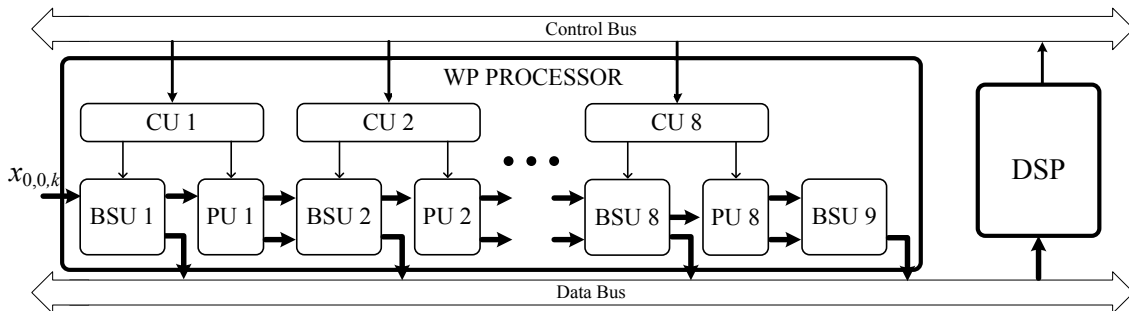 Control Bus
WP PROCESSOR
CU 1
CU 2
CU 8
• • •
DSP
x0,0,k
BSU 1
PU 1
BSU 2
PU 2
BSU 8
PU 8
BSU 9
Data Bus